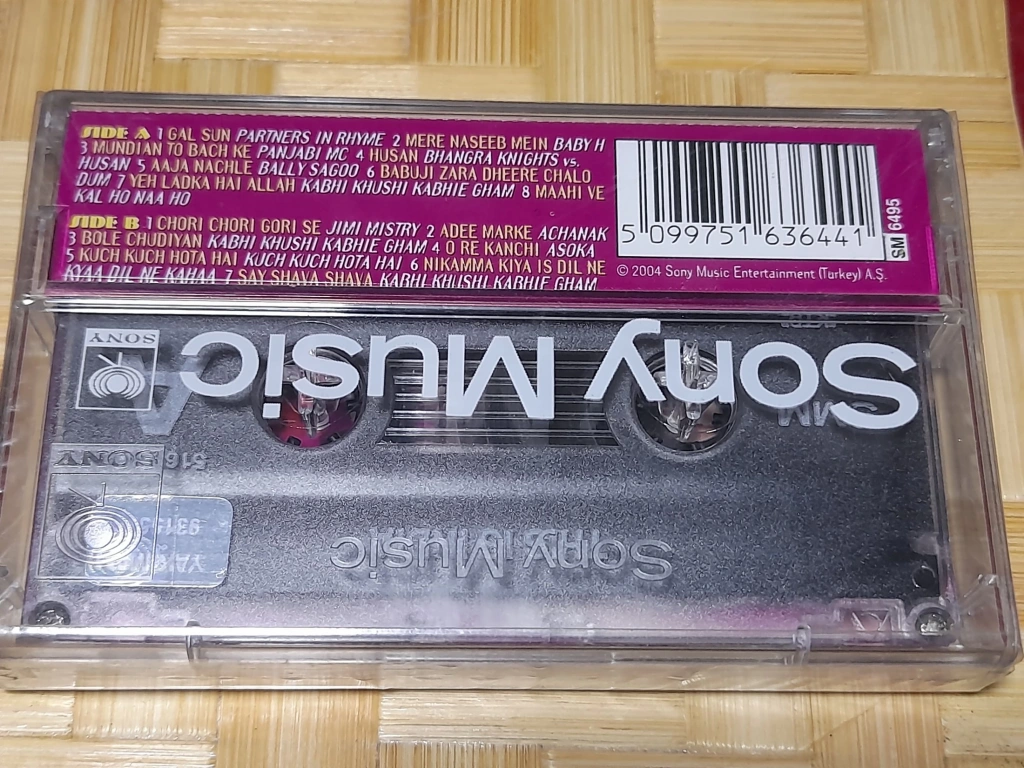 SIDE A 1 GAL SUN PARTNERS IN RHYME 2 MERE NASEEB MEIN BABY H
3 MUNDIAN TO BACH KE PANJABI MC 4 HUSAN BHANGRA KNIGHTS vs.
HUSAN 5 AAJA NACHLE BALLY SAGOO 6 BABUJI ZARA DHEERE CHALO
DUM 7 YEH LADKA HAI ALLAH KABHI KHUSHI KABHIE GHAM 8 MAAHI VE
KAL HO NAA HO
SIDE B 1 CHORI CHORI GORI SE JIMI MISTRY 2 ADEE MARKE ACHANAK
3 BOLE CHUDIYAN KABHI KHUSHI KABHIE GHAM 4 O RE KANCHI ASOKA
5 KUCH KUCH HOTA HAI KUCH KUCH HOTA HAI 6 NIKAMMA KIYA IS DIL NE
KYAA DIL NE KAHAA 7 SAY SHAVA SHAVA KABHI KHUSHI KABHIE GHAM
5 099751 636441
SM 6495
© 2004 Sony Music Entertainment (Turkey) A.Ş.
SONY
Sony Music
SONY
516
Sony Music